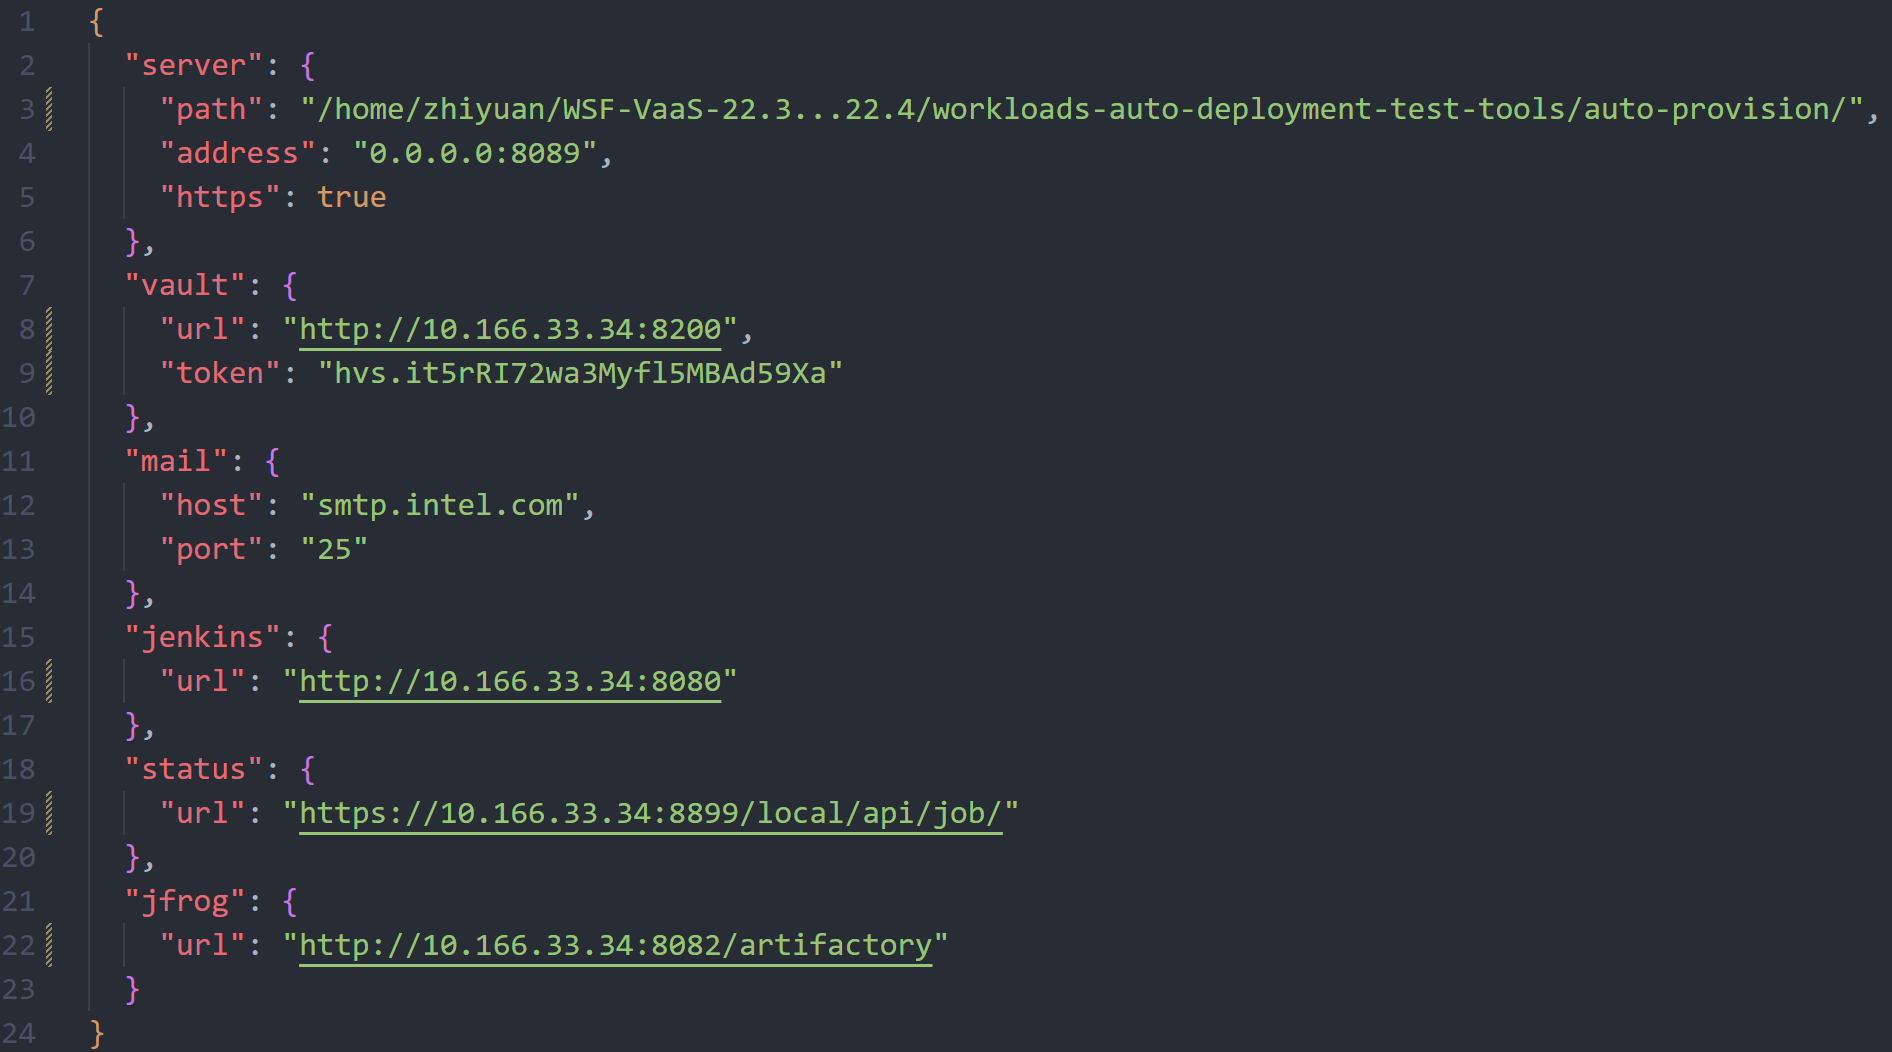 1 {
2 "server": {
3 "path": "/home/zhiyuan/WSF-VaaS-22.3...22.4/workloads-auto-deployment-test-tools/auto-provision/",
4 "address": "0.0.0.0:8089",
5 "https": true
6 },
7 "vault": {
8 "url": "http://10.166.33.34:8200",
9 "token": "hvs.it5rRI72wa3Myfl5MBAd59Xa"
10 },
11 "mail": {
12 "host": "smtp.intel.com",
13 "port": "25"
14 },
15 "jenkins": {
16 "url": "http://10.166.33.34:8080"
17 },
18 "status": {
19 "url": "https://10.166.33.34:8899/local/api/job/"
20 },
21 "jfrog": {
22 "url": "http://10.166.33.34:8082/artifactory"
23 }
24 }